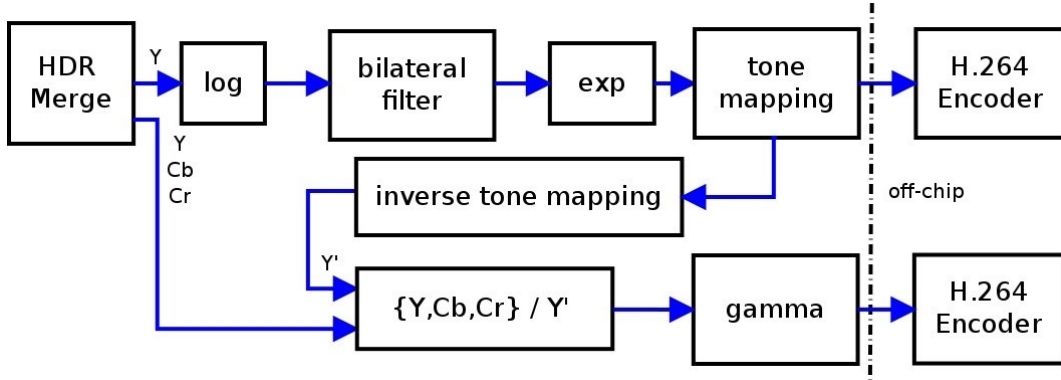 HDR
Merge
Y
log
bilateral
filter
exp
tone
mapping
H.264
Encoder
Y
Cb
Cr
inverse tone mapping
off-chip
Y'
{Y,Cb,Cr} / Y'
gamma
H.264
Encoder